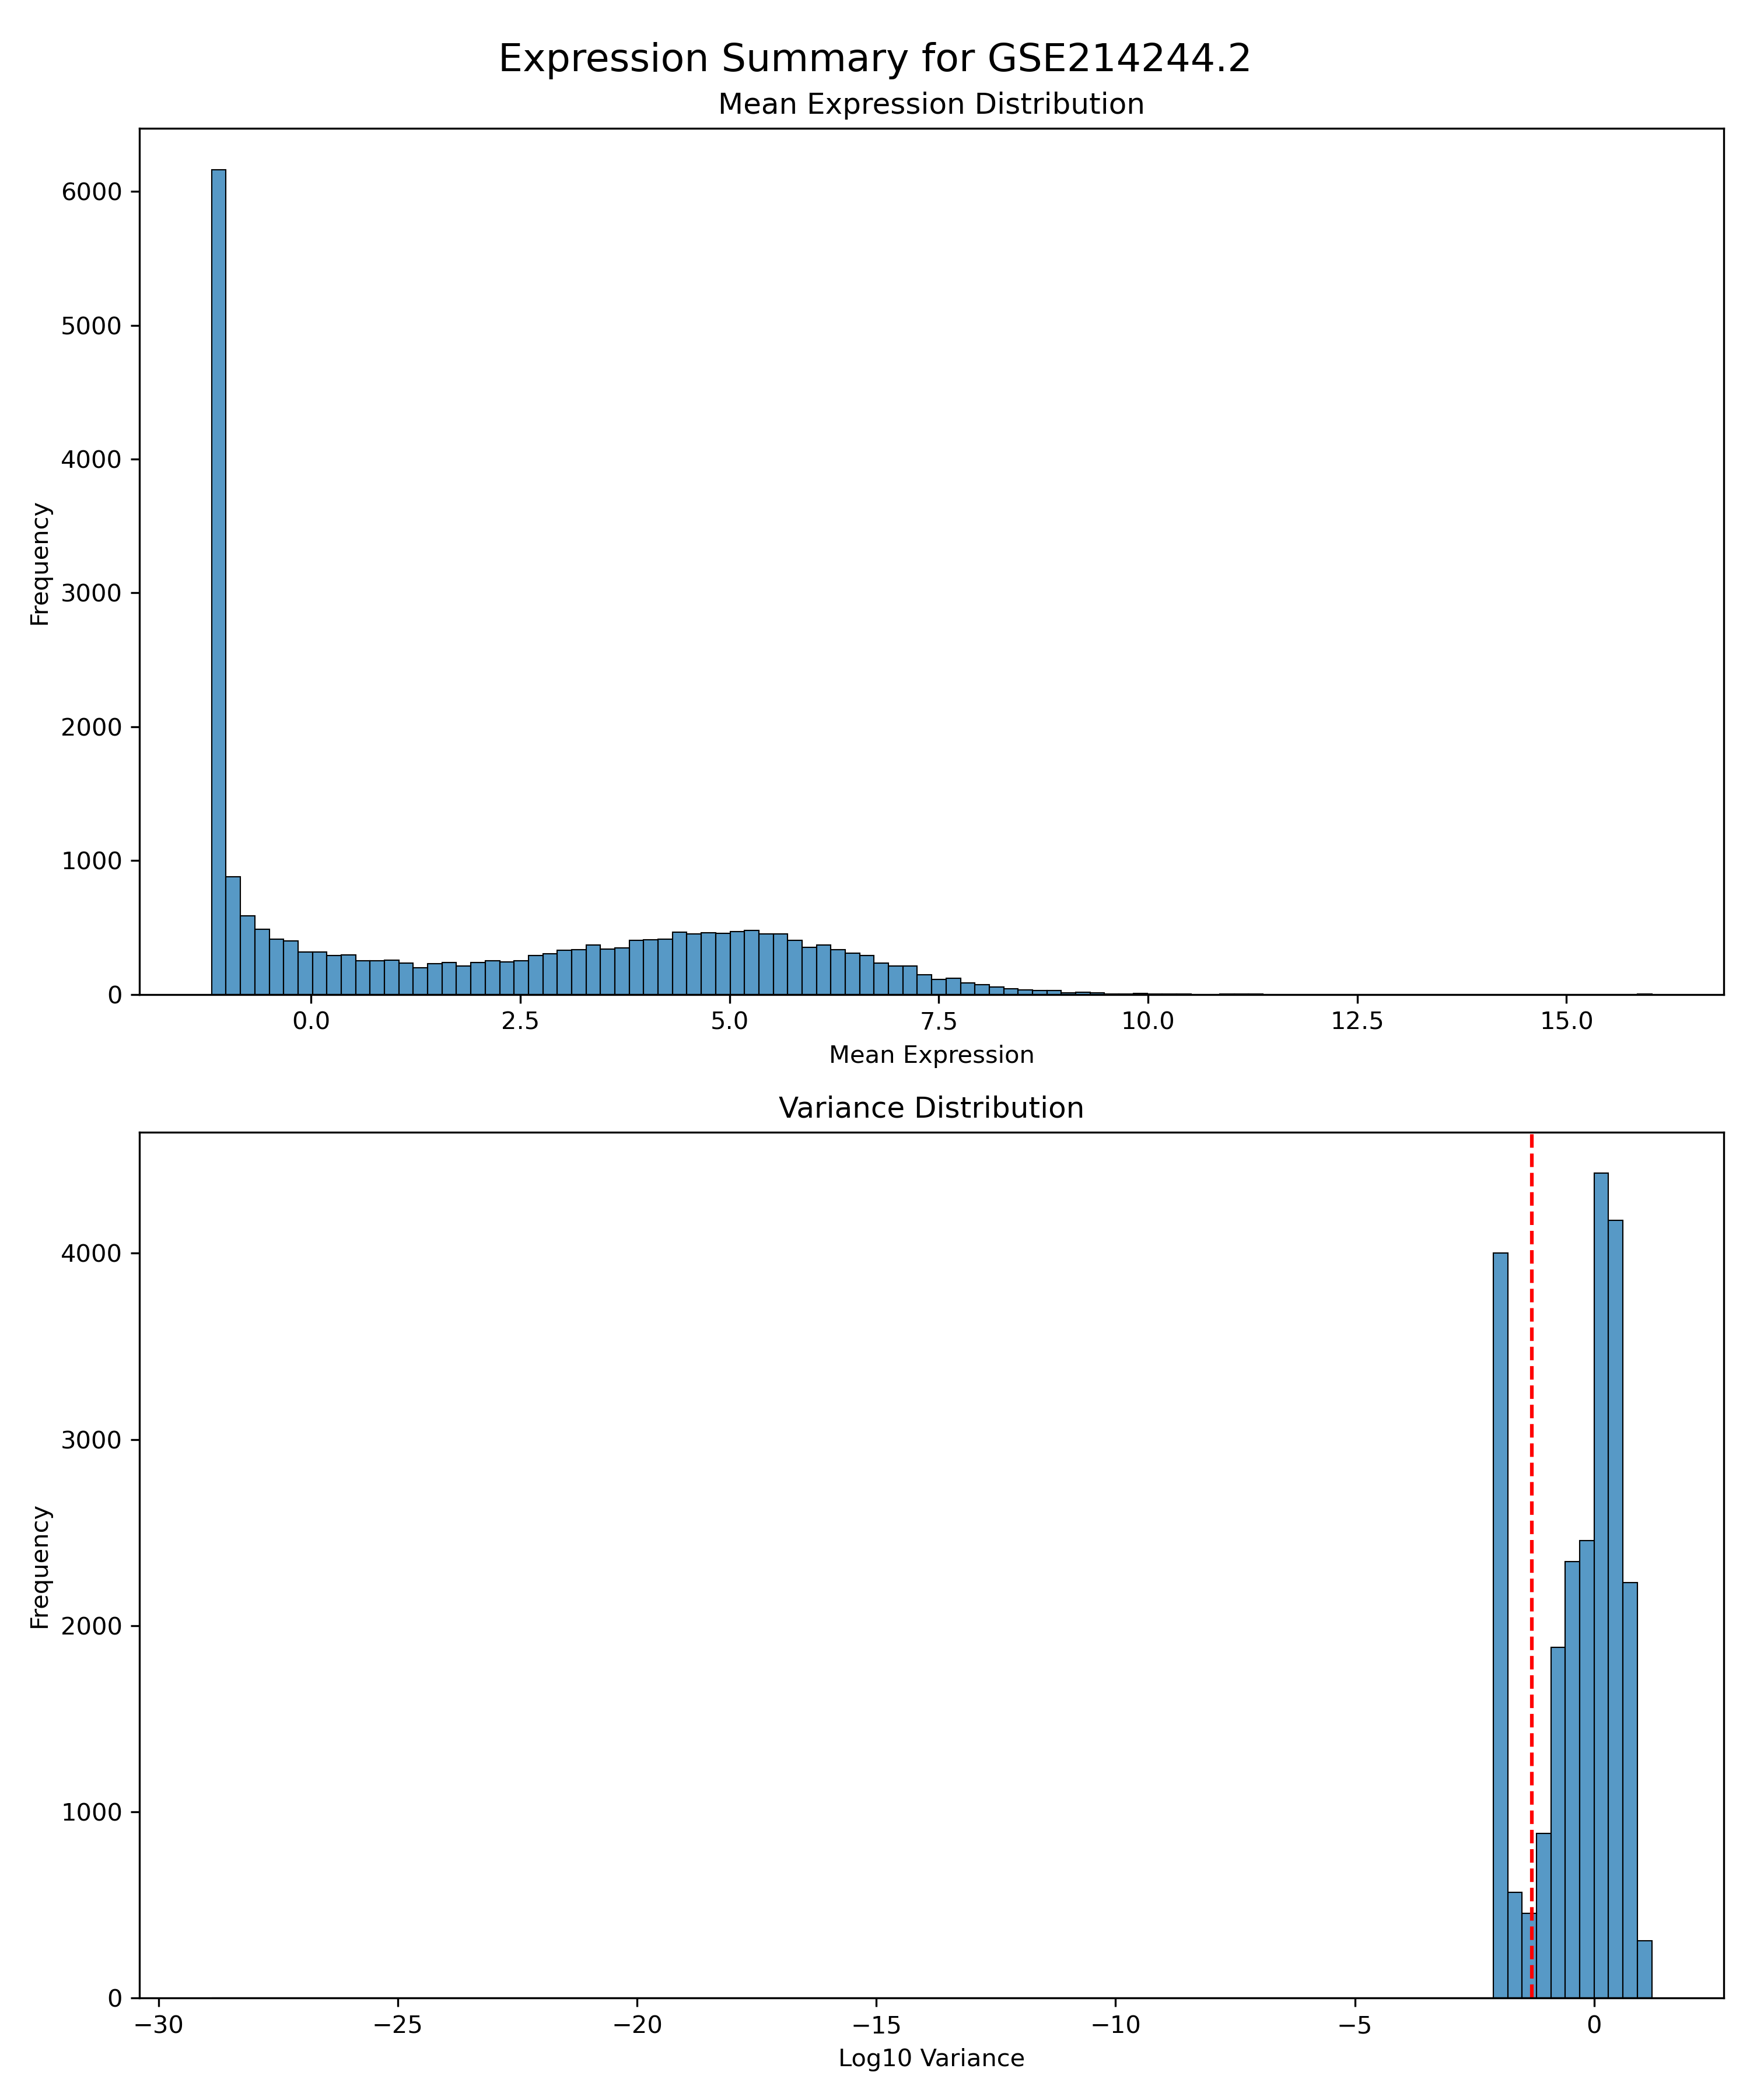 Expression Summary for GSE214244.2
Mean Expression Distribution
6000
5000
4000
3000
2000
1000
0
Frequency
0.0 2.5 5.0 7.5 10.0 12.5 15.0
Mean Expression
Variance Distribution
4000
3000
2000
1000
0
Frequency
−30 −25 −20 −15 −10 −5 0
Log10 Variance